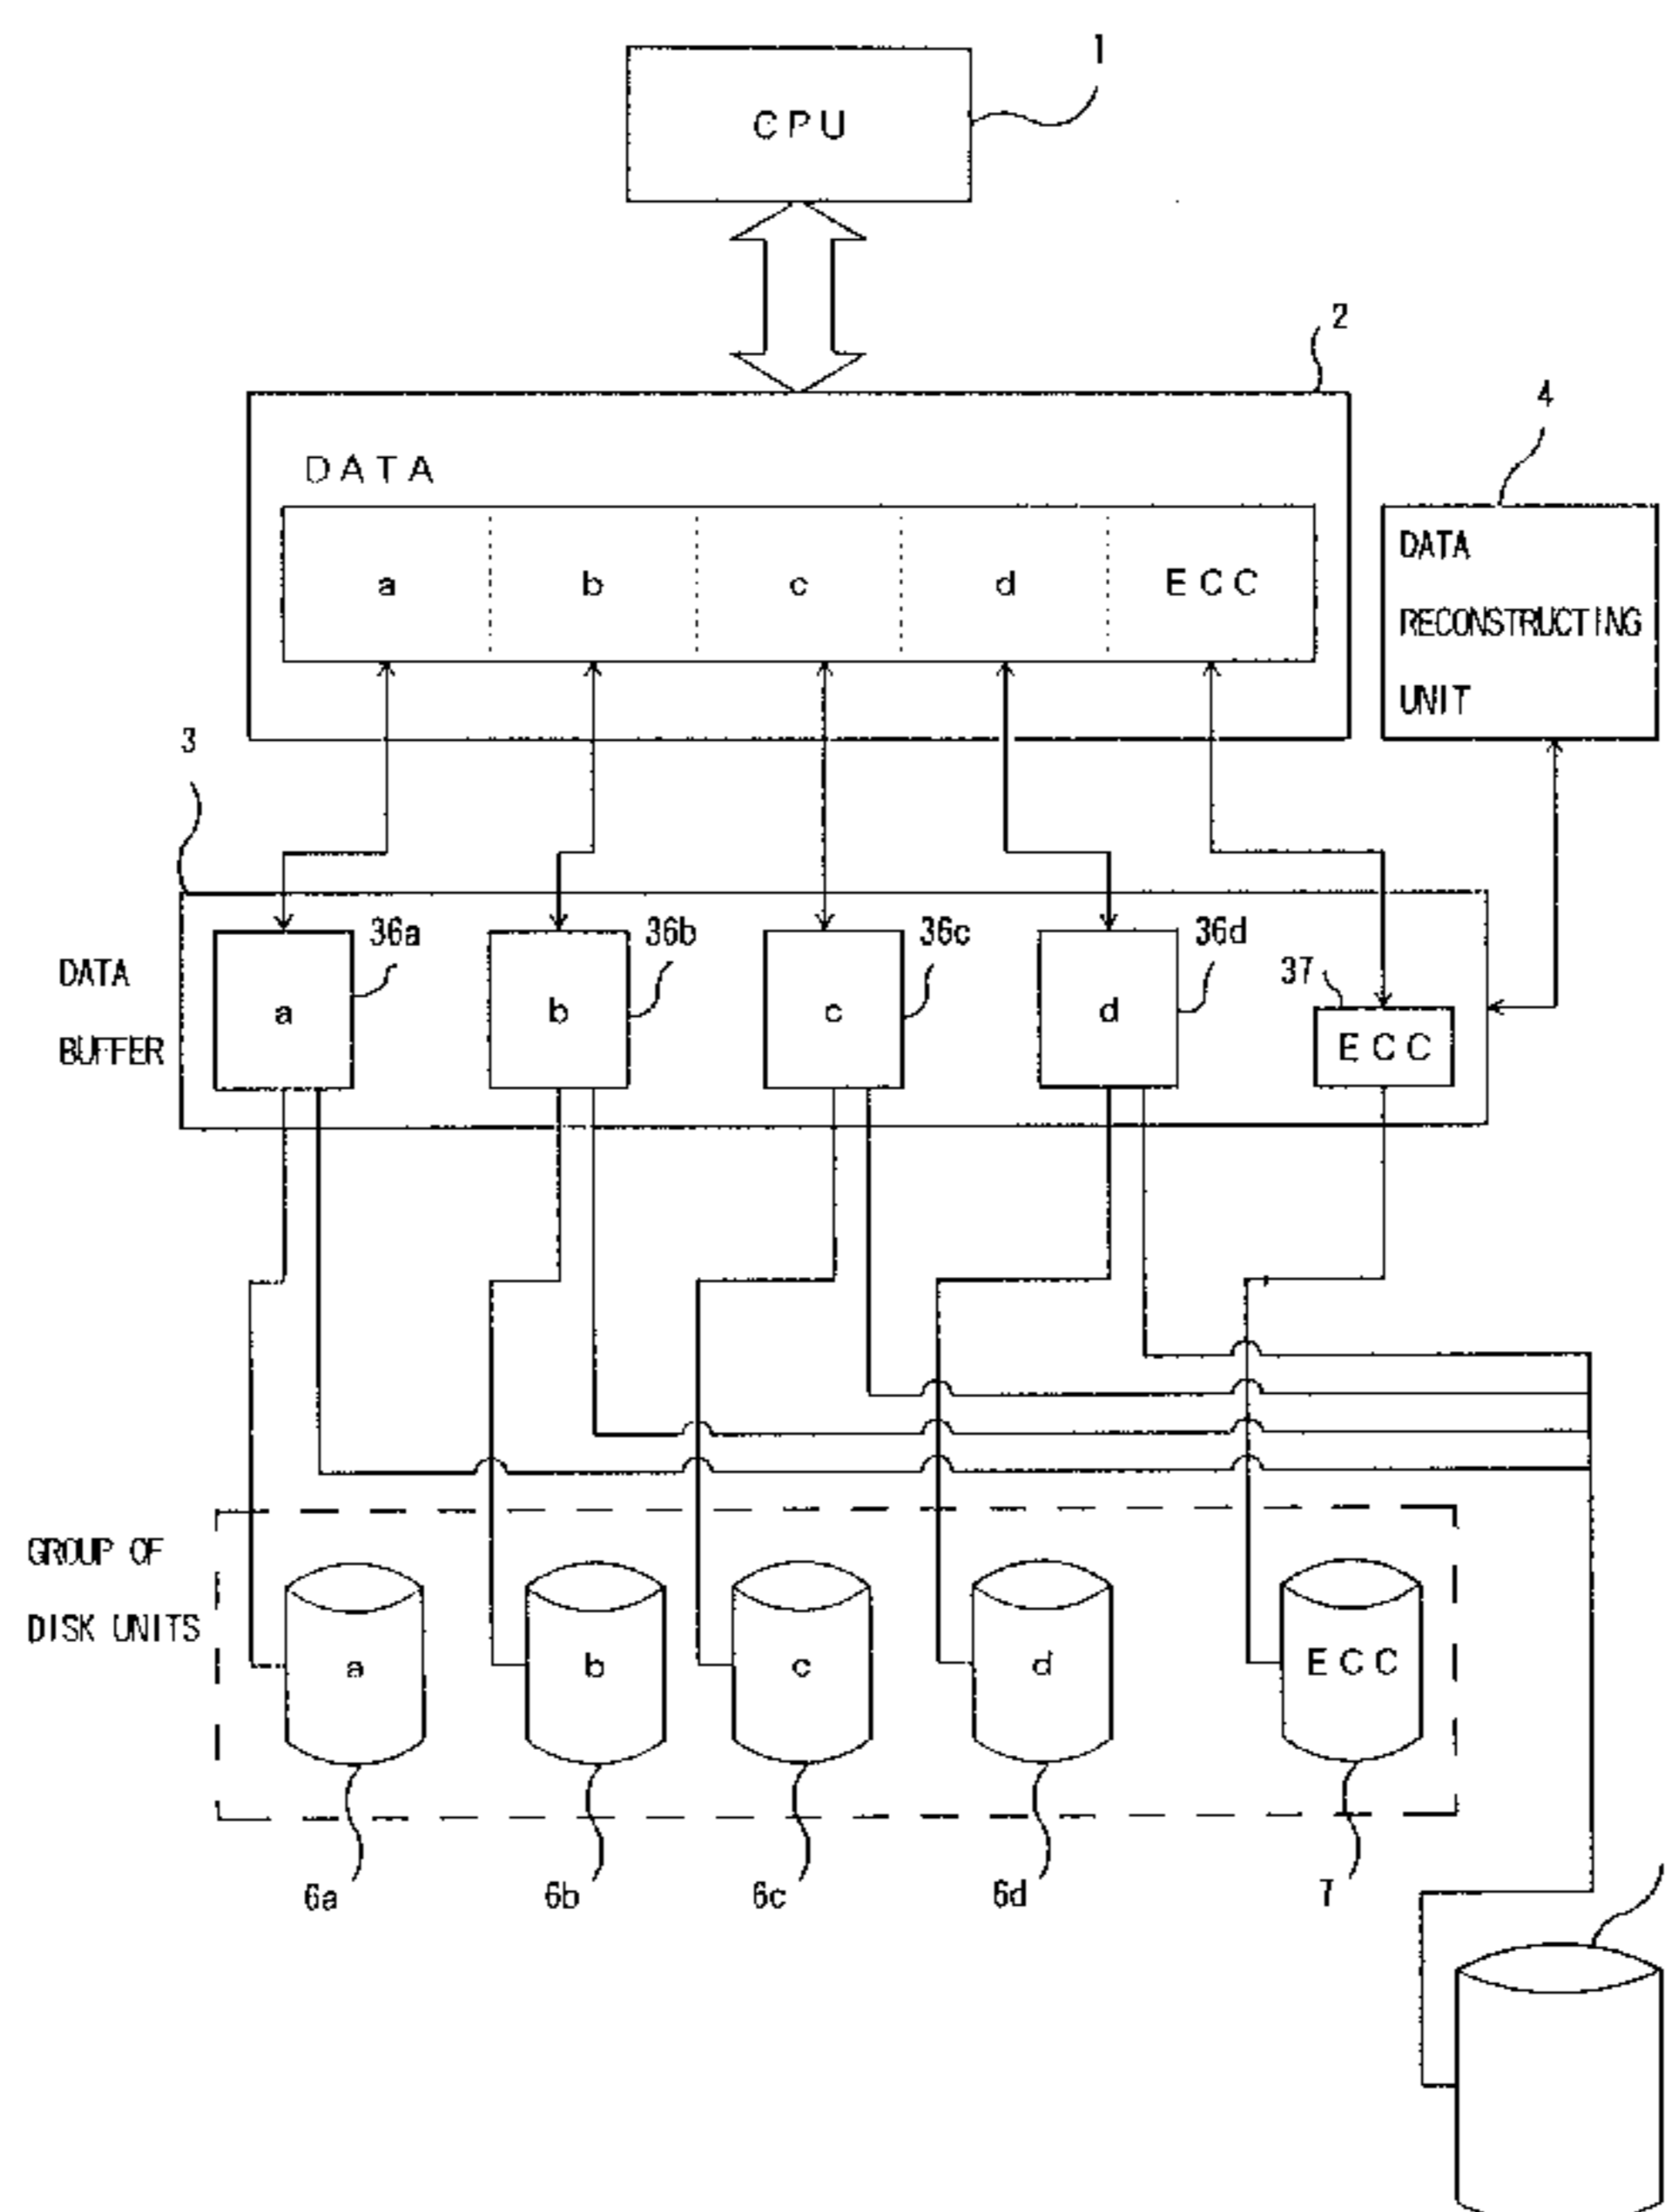 1
CPU
2
4
DATA
a b c d ECC
DATA
RECONSTRUCTING
UNIT
3
36a 36b 36c 36d 37
DATA
BUFFER
a b c d ECC
GROUP OF
DISK UNITS
a b c d ECC
6a 6b 6c 6d 7